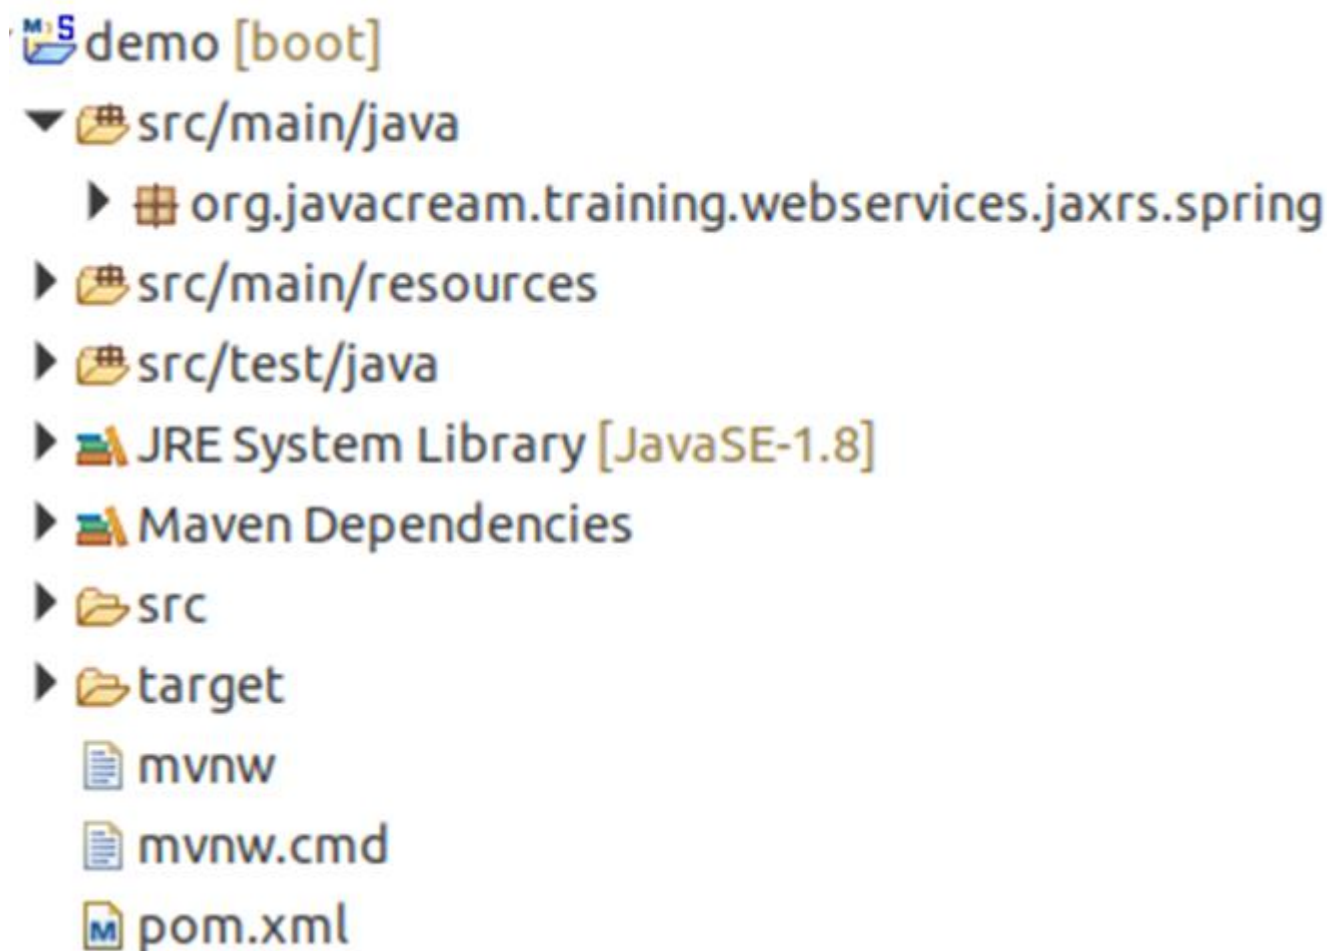 demo [boot]
src/main/java
org.javacream.training.webservices.jaxrs.spring
src/main/resources
src/test/java
JRE System Library [JavaSE-1.8]
Maven Dependencies
src
target
mvnw
mvnw.cmd
pom.xml